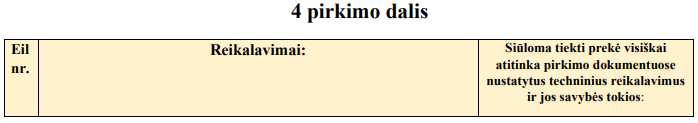 4 pirkimo dalis
Eil
nr.
Reikalavimai:
Siūloma tiekti prekė visiškai
atitinka pirkimo dokumentuose
nustatytus techninius reikalavimus
ir jos savybės tokios: